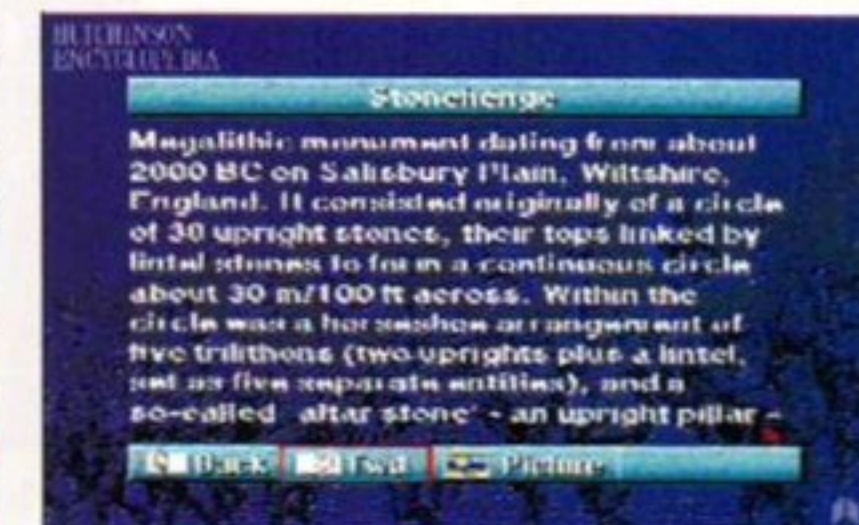 HUTCHINSON
ENCYCLOPEDIA
Stonehenge
Megalithic monument dating from about
2000 BC on Salisbury Plain, Wiltshire,
England. It consisted originally of a circle
of 30 upright stones, their tops linked by
lintel stones to form a continuous circle
about 30 m/100 ft across. Within the
circle was a horseshoe arrangement of
five trilithons (two uprights plus a lintel,
set as five separate entities), and a
so-called 'altar stone' - an upright pillar -
Back Fwd Picture